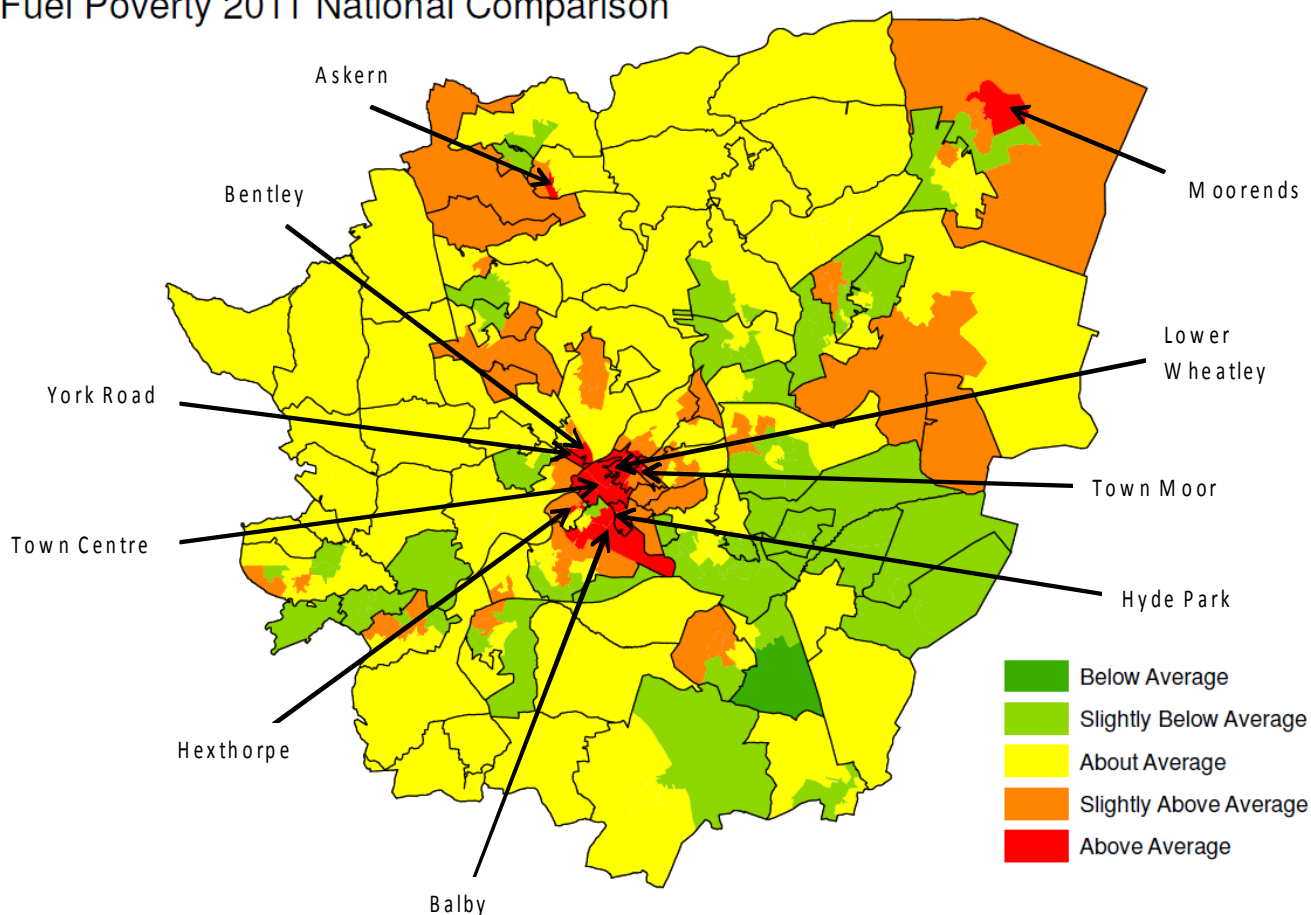 Fuel Poverty 2011 National Comparison
Askern
Moorends
Bentley
Lower
Wheatley
York Road
Town Moor
Town Centre
Hyde Park
Hexthorpe
Balby
Below Average
Slightly Below Average
About Average
Slightly Above Average
Above Average